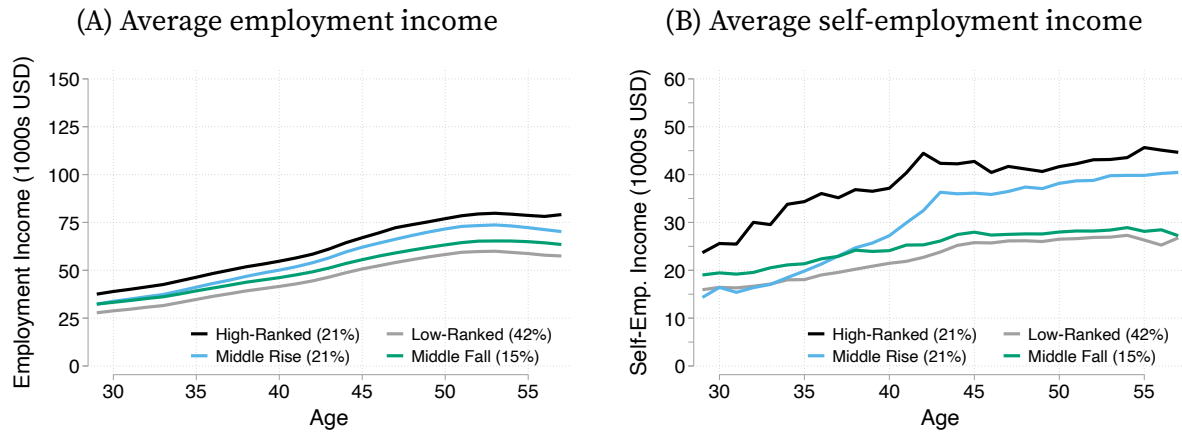 (A) Average employment income
Employment Income (1000s USD)
150
125
100
75
50
25
0
High-Ranked (21%)
Low-Ranked (42%)
Middle Rise (21%)
Middle Fall (15%)
30
35
40
45
50
55
Age
(B) Average self-employment income
Self-Emp. Income (1000s USD)
60
50
40
30
20
10
0
High-Ranked (21%)
Low-Ranked (42%)
Middle Rise (21%)
Middle Fall (15%)
30
35
40
45
50
55
Age